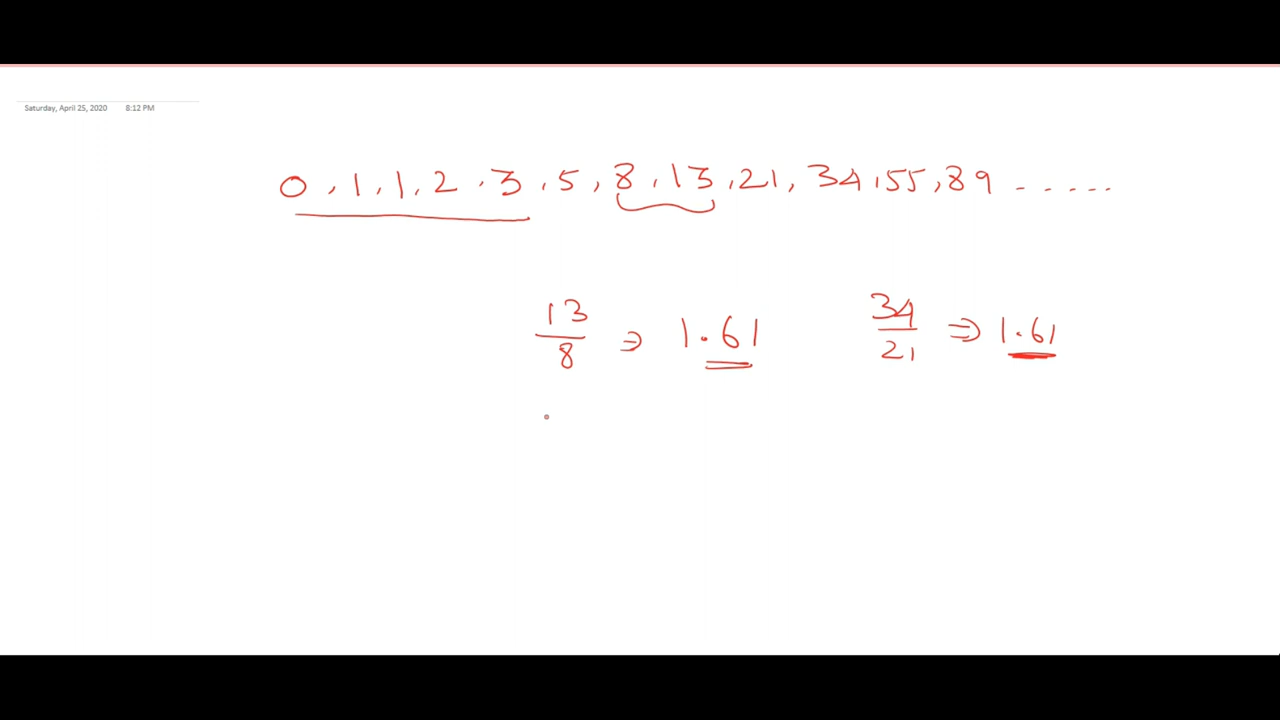 Saturday, April 25, 2020 8:12 PM
0, 1, 1, 2, 3, 5, 8, 13, 21, 34, 55, 89 ......
13/8 ⇒ 1.61 34/21 ⇒ 1.61